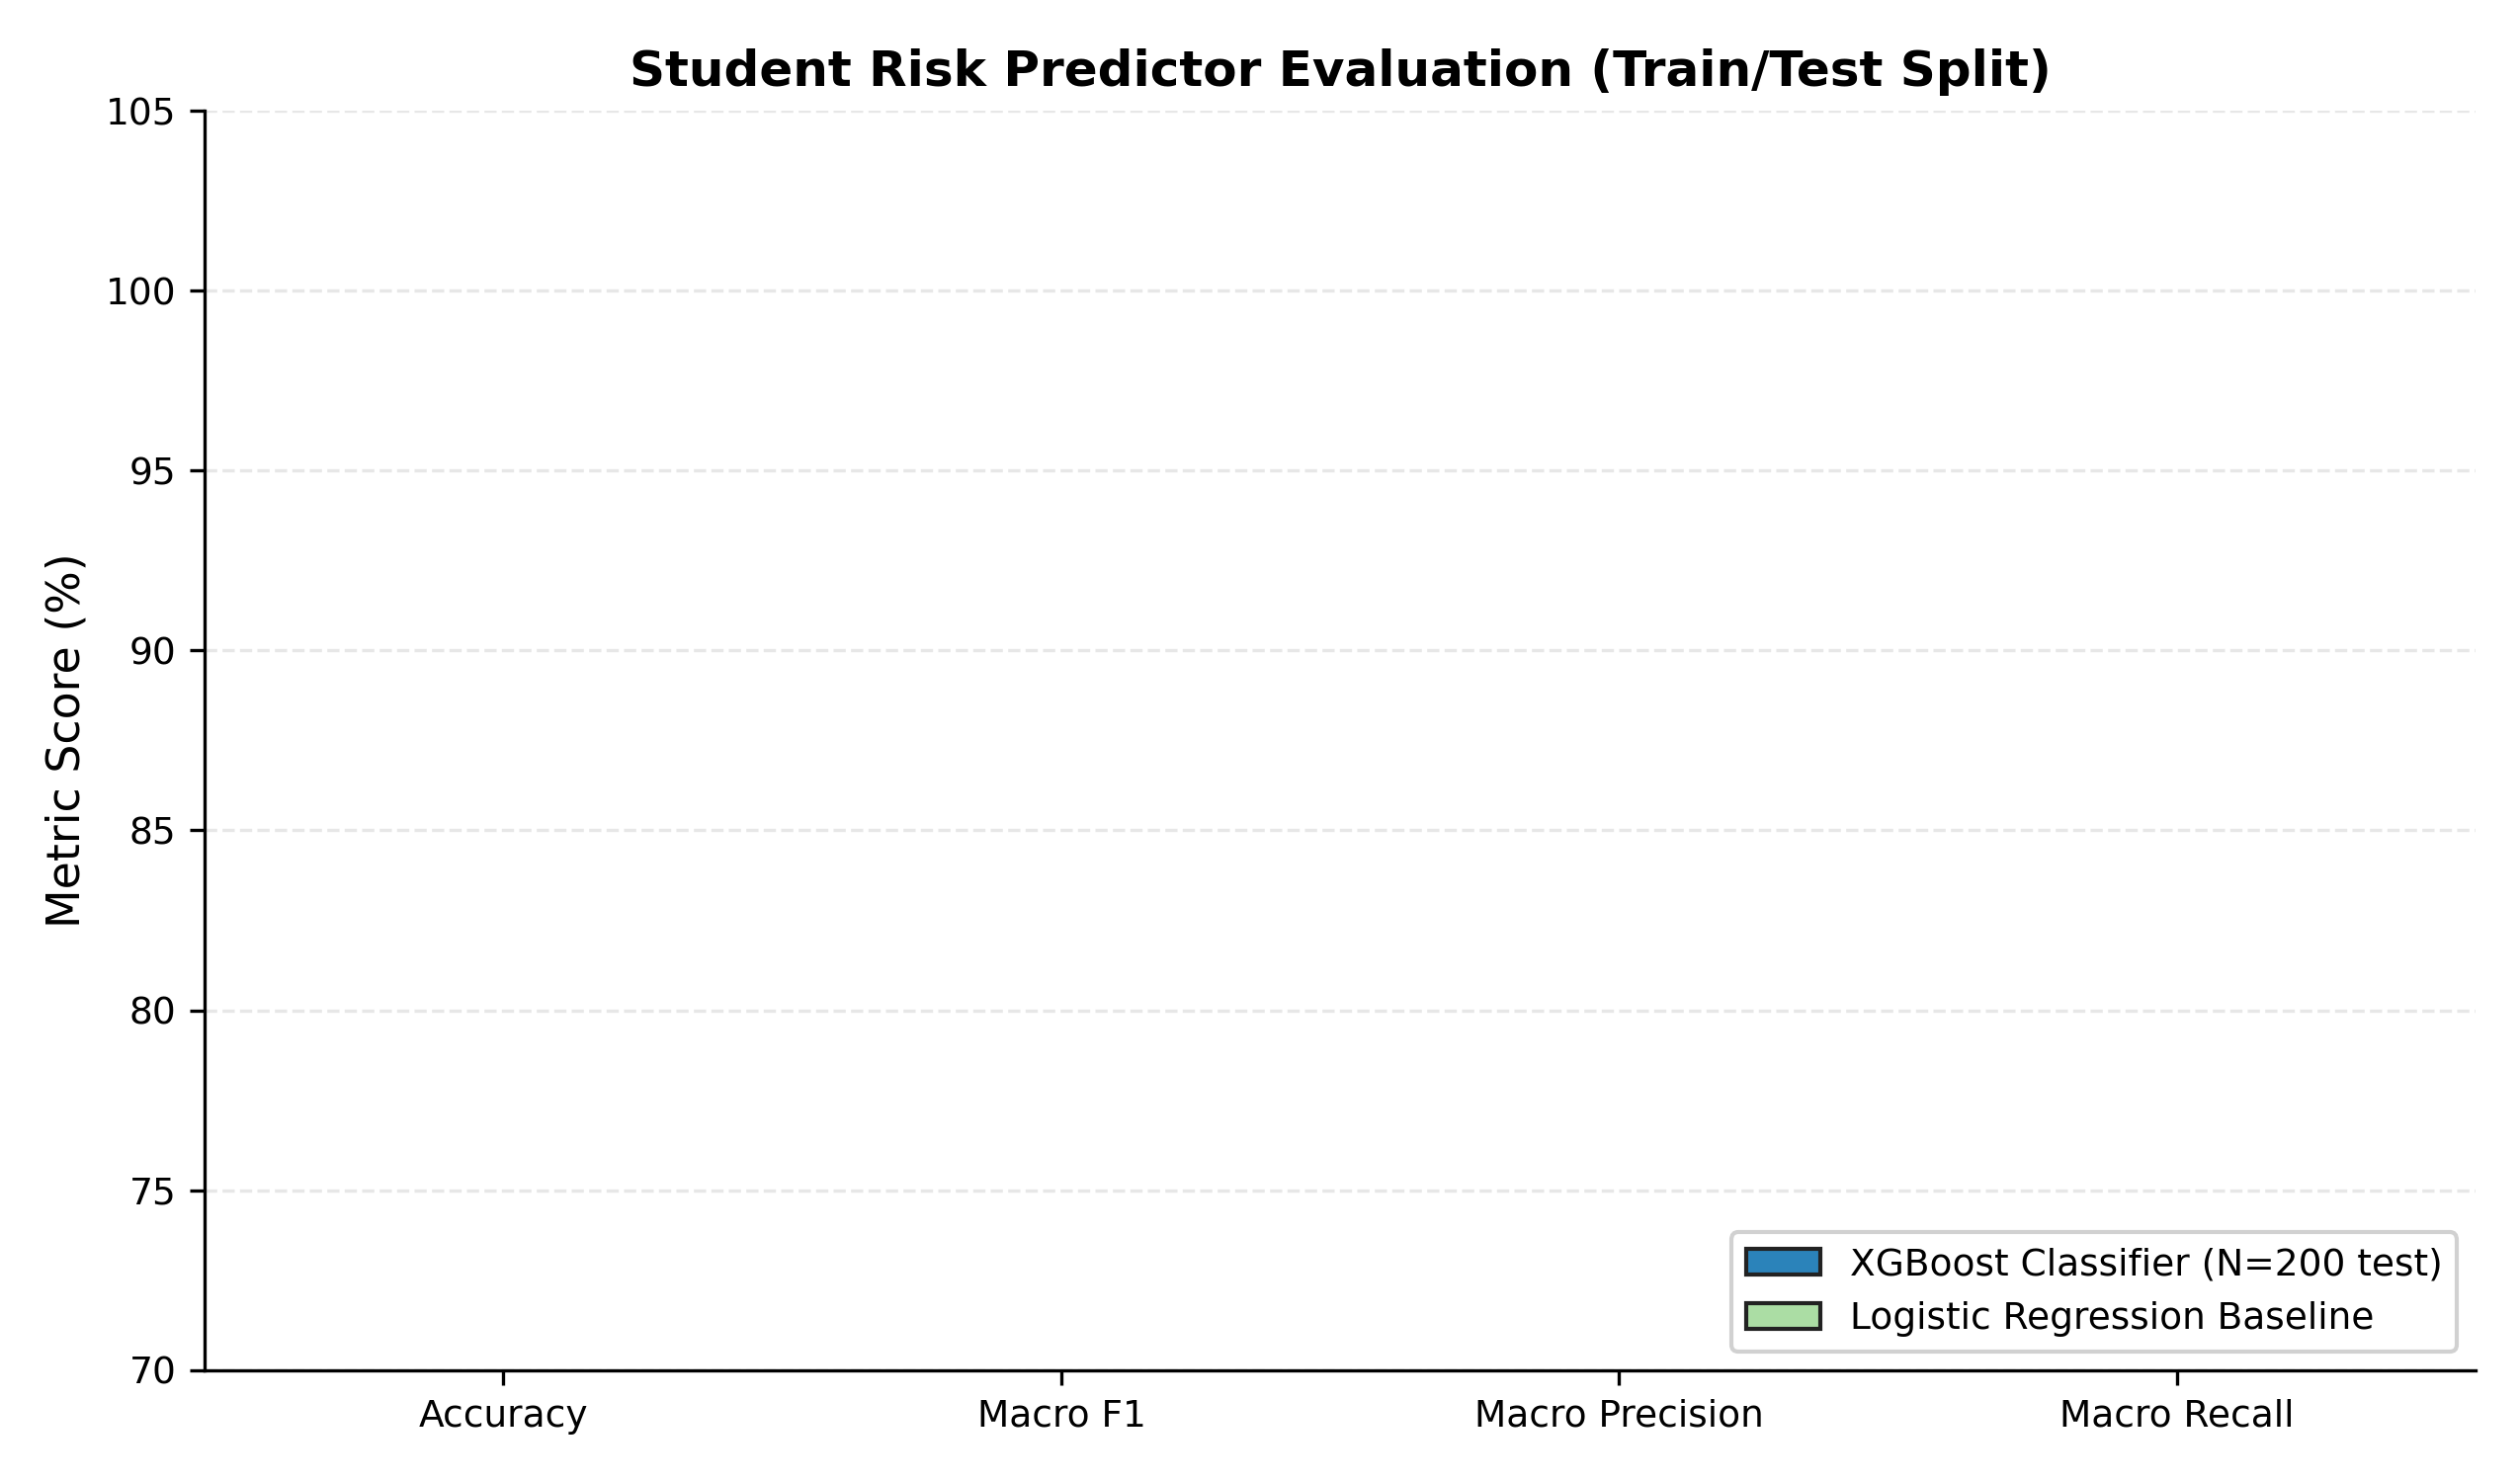 Student Risk Predictor Evaluation (Train/Test Split)
Metric Score (%)
105
100
95
90
85
80
75
70
XGBoost Classifier (N=200 test)
Logistic Regression Baseline
Accuracy
Macro F1
Macro Precision
Macro Recall